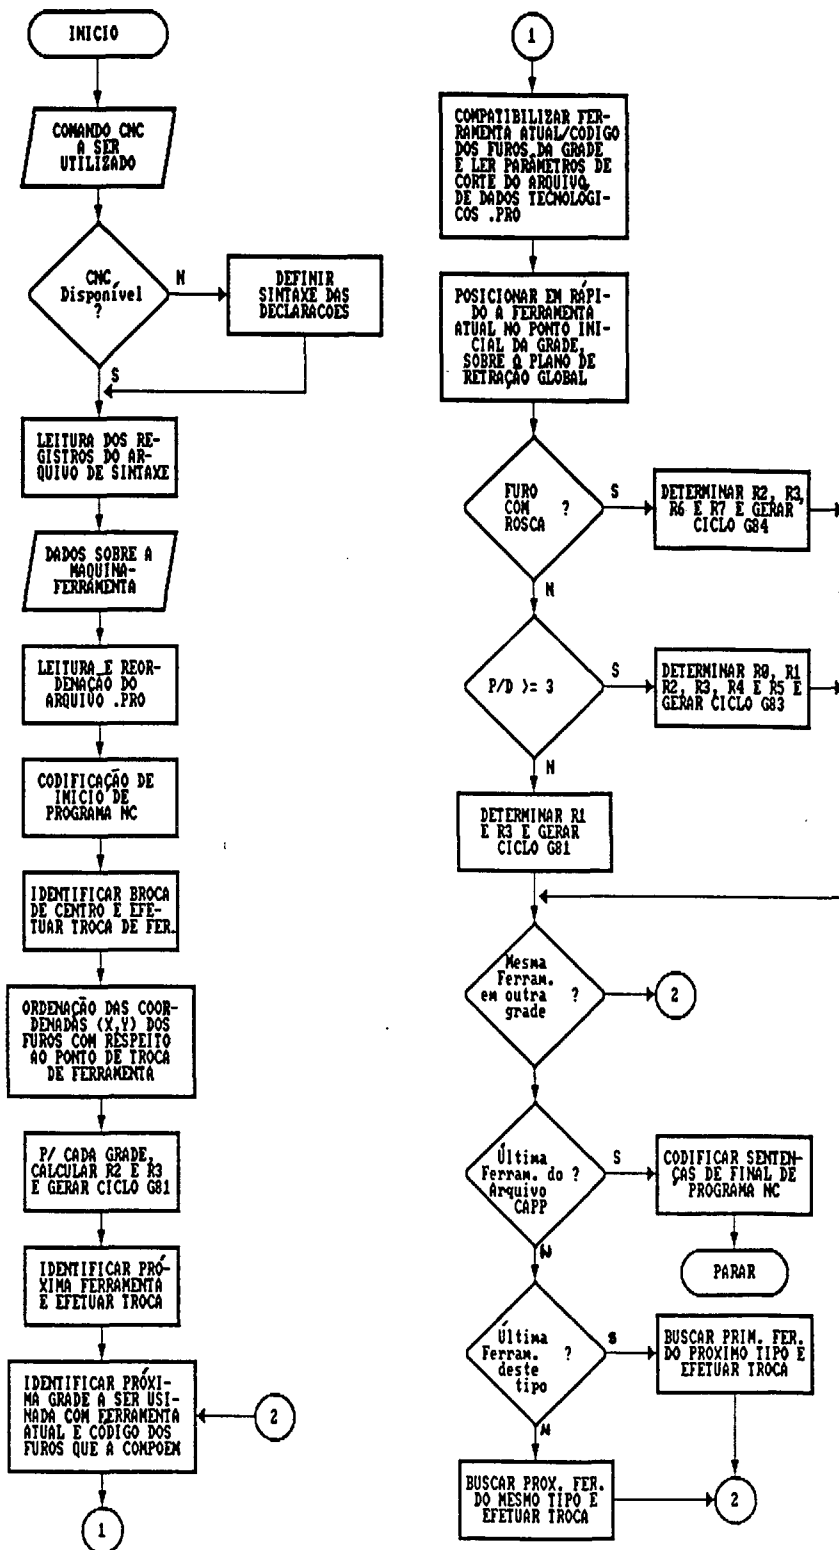 INICIO
COMANDO CNC
A SER
UTILIZADO
CNC
Disponível
?
N
DEFINIR
SINTAXE DAS
DECLARACOES
S
LEITURA DOS RE-
GISTROS DO AR-
QUIVO DE SINTAXE
DADOS SOBRE A
MAQUINA-
FERRAMENTA
LEITURA E REOR-
DENAÇÃO DO
ARQUIVO .PRO
CODIFICAÇÃO DE
INICIO DE
PROGRAMA NC
IDENTIFICAR BROCA
DE CENTRO E EFE-
TUAR TROCA DE FER.
ORDENAÇÃO DAS COOR-
DENADAS (X,Y) DOS
FUROS COM RESPEITO
AO PONTO DE TROCA
DE FERRAMENTA
P/ CADA GRADE,
CALCULAR R2 E R3
E GERAR CICLO G81
IDENTIFICAR PRÓ-
XIMA FERRAMENTA
E EFETUAR TROCA
IDENTIFICAR PRÓXI-
MA GRADE A SER USI-
NADA COM FERRAMENTA
ATUAL E CÓDIGO DOS
FUROS QUE A COMPOEM
2
1
1
COMPATIBILIZAR FER-
RAMENTA ATUAL/CODIGO
DOS FUROS DA GRADE
E LER PARÂMETROS DE
CORTE DO ARQUIVO
DE DADOS TECNOLÓGI-
COS .PRO
POSICIONAR EM RÁPI-
DO A FERRAMENTA
ATUAL NO PONTO INI-
CIAL DA GRADE,
SOBRE O PLANO DE
RETRAÇÃO GLOBAL
FURO
COM ?
ROSCA
S
DETERMINAR R2, R3,
R6 E R7 E GERAR
CICLO G84
N
P/D >= 3
S
DETERMINAR R0, R1
R2, R3, R4 E R5 E
GERAR CICLO G83
N
DETERMINAR R1
E R3 E GERAR
CICLO G81
Mesma
Ferram.
em outra ?
grade
2
Última
Ferram. do ?
Arquivo
CAPP
S
CODIFICAR SENTEN-
ÇAS DE FINAL DE
PROGRAMA NC
PARAR
N
Última
Ferram. ?
deste
tipo
S
BUSCAR PRIM. FER.
DO PROXIMO TIPO E
EFETUAR TROCA
N
BUSCAR PROX. FER.
DO MESMO TIPO E
EFETUAR TROCA
2